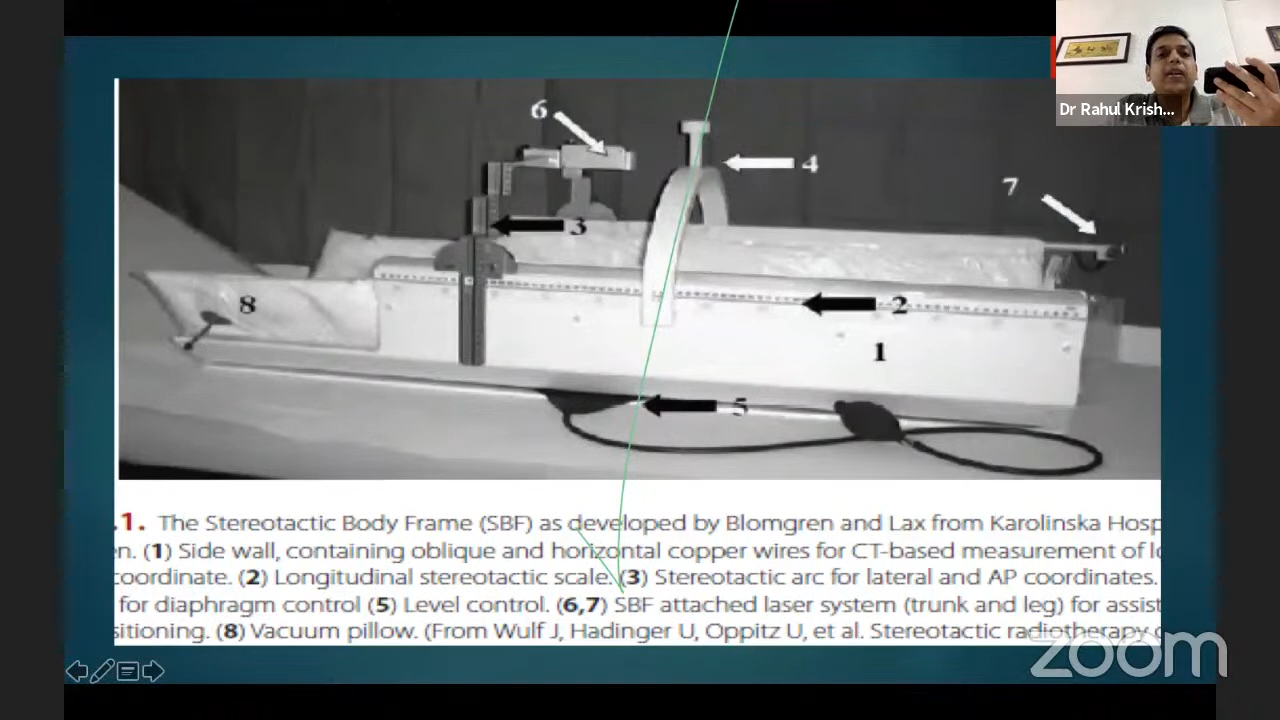 Dr Rahul Krish...
6
4
7
3
8
2
1
5
.1. The Stereotactic Body Frame (SBF) as developed by Blomgren and Lax from Karolinska Hosp
en. (1) Side wall, containing oblique and horizontal copper wires for CT-based measurement of lo
coordinate. (2) Longitudinal stereotactic scale. (3) Stereotactic arc for lateral and AP coordinates.
for diaphragm control (5) Level control. (6,7) SBF attached laser system (trunk and leg) for assist
sitioning. (8) Vacuum pillow. (From Wulf J, Hadinger U, Oppitz U, et al. Stereotactic radiotherapy
zoom